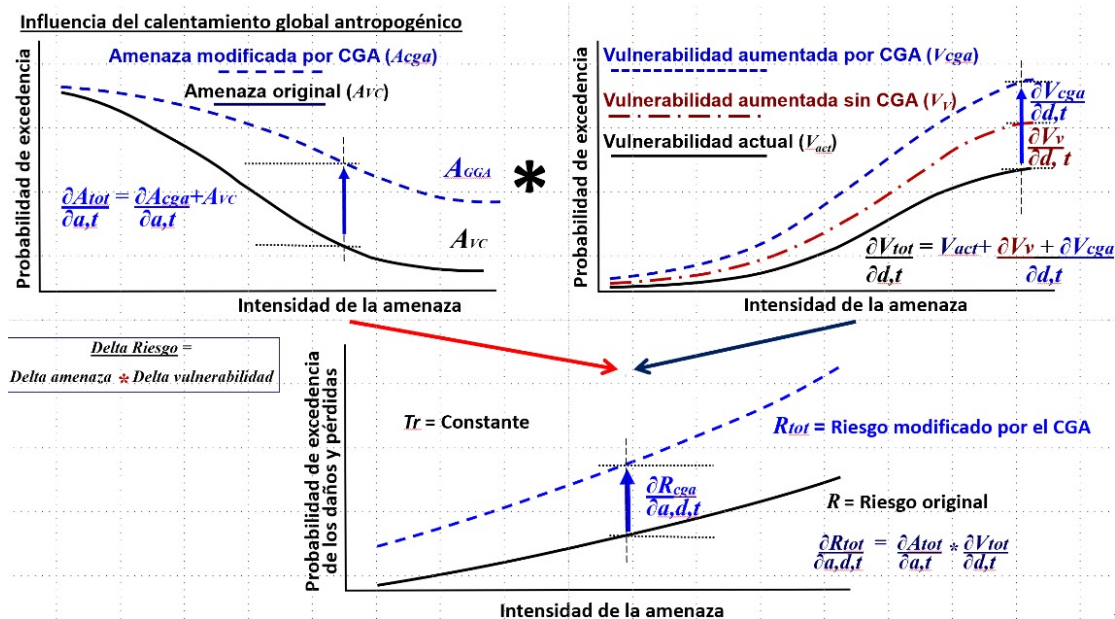 Influencia del calentamiento global antropogénico
Amenaza modificada por CGA (Acga)
Amenaza original (AVC)
Probabilidad de excedencia
AGGA
∂Atot = ∂Acga+AVC
∂a,t ∂a,t
AVC
Intensidad de la amenaza
*
Vulnerabilidad aumentada por CGA (Vcga)
Vulnerabilidad aumentada sin CGA (VV)
Vulnerabilidad actual (Vact)
Probabilidad de excedencia
∂Vcga
∂d,t
∂Vv
∂d, t
∂Vtot = Vact+ ∂Vv + ∂Vcga
∂d,t ∂d,t
Intensidad de la amenaza
Delta Riesgo =
Delta amenaza * Delta vulnerabilidad
Probabilidad de excedencia
de los daños y pérdidas
Tr = Constante
Rtot = Riesgo modificado por el CGA
∂Rcga
∂a,d,t
R = Riesgo original
∂Rtot = ∂Atot * ∂Vtot
∂a,d,t ∂a,t ∂d,t
Intensidad de la amenaza